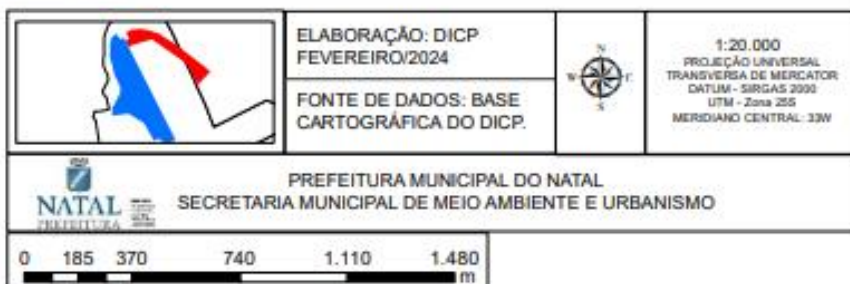 ELABORAÇÃO: DICP
FEVEREIRO/2024
FONTE DE DADOS: BASE
CARTOGRÁFICA DO DICP.
N
W
E
S
1:20.000
PROJEÇÃO UNIVERSAL
TRANSVERSA DE MERCATOR
DATUM - SIRGAS 2000
UTM - Zona 25S
MERIDIANO CENTRAL: 33W
NATAL
PREFEITURA
PREFEITURA MUNICIPAL DO NATAL
SECRETARIA MUNICIPAL DE MEIO AMBIENTE E URBANISMO
0 185 370 740 1.110 1.480
m